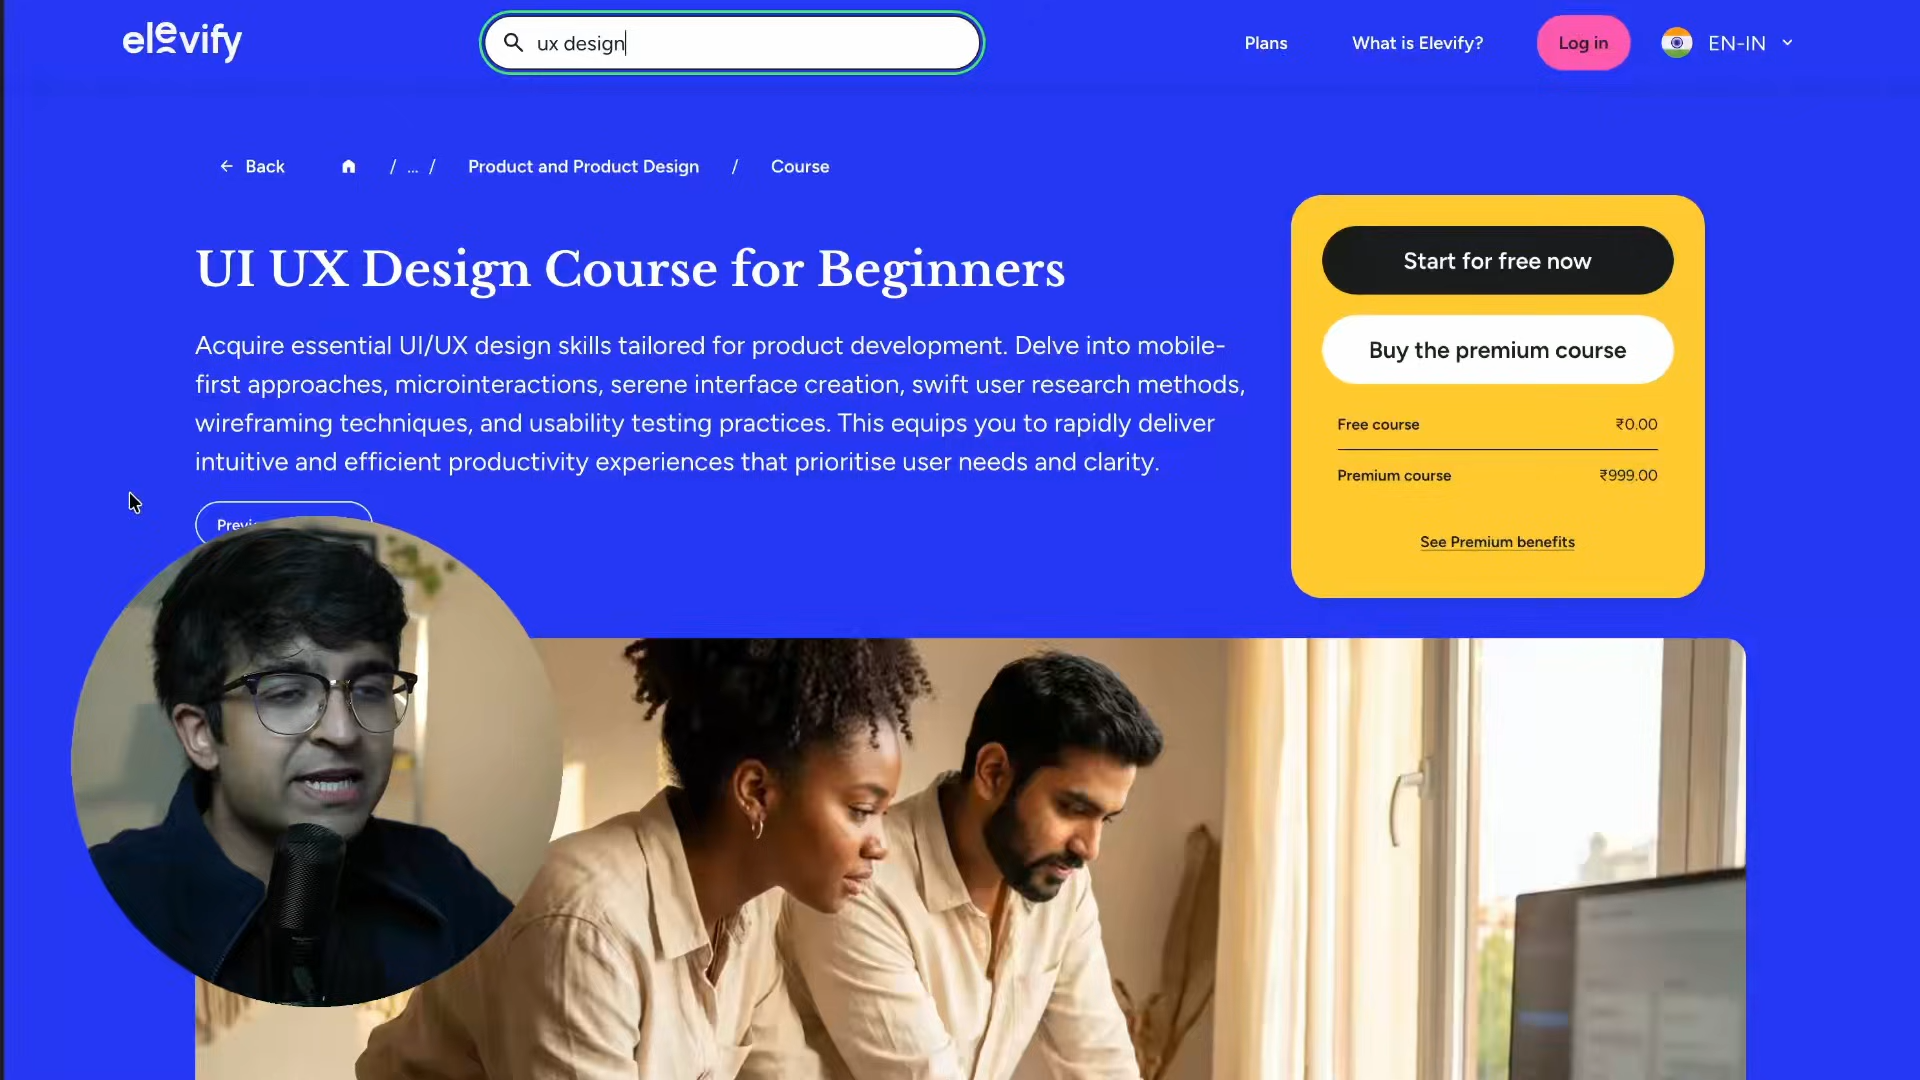 elevify
ux design
Plans
What is Elevify?
Log in
EN-IN
Back
/ ... /
Product and Product Design
/
Course
UI UX Design Course for Beginners
Acquire essential UI/UX design skills tailored for product development. Delve into mobile-
first approaches, microinteractions, serene interface creation, swift user research methods,
wireframing techniques, and usability testing practices. This equips you to rapidly deliver
intuitive and efficient productivity experiences that prioritise user needs and clarity.
Start for free now
Buy the premium course
Free course ₹0.00
Premium course ₹999.00
See Premium benefits